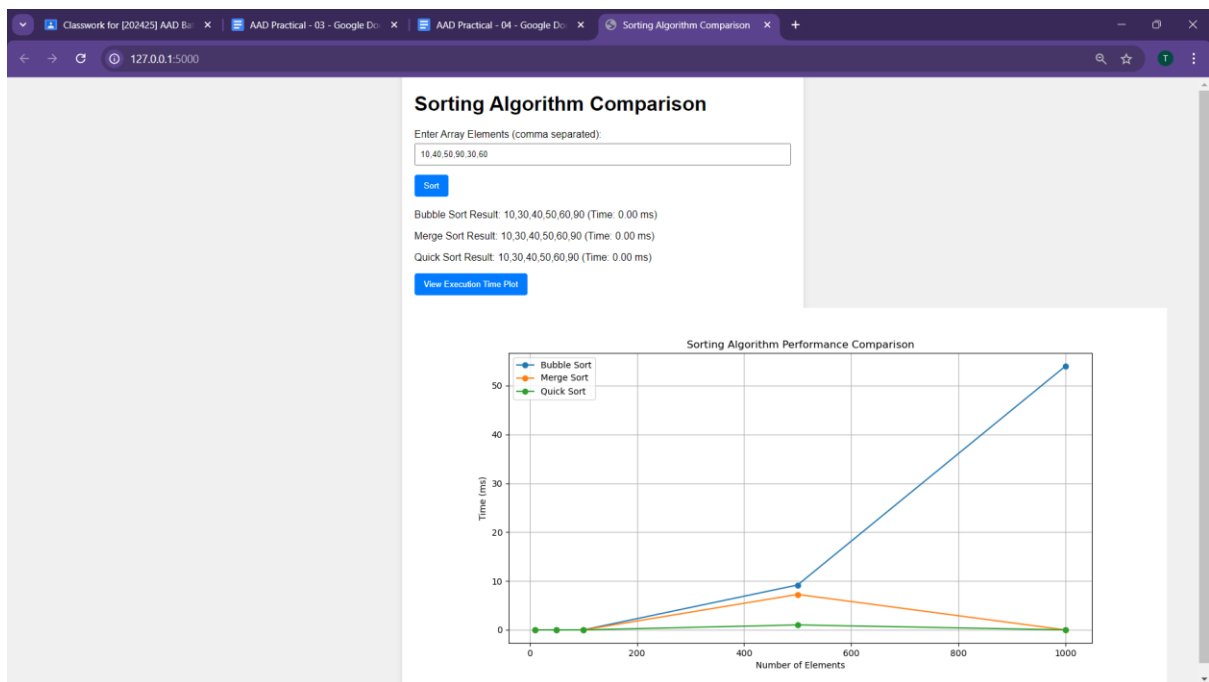 Classwork for [202425] AAD Bat
AAD Practical - 03 - Google Do
AAD Practical - 04 - Google Do
Sorting Algorithm Comparison
127.0.0.1:5000
T
Sorting Algorithm Comparison
Enter Array Elements (comma separated):
10,40,50,90,30,60
Sort
Bubble Sort Result: 10,30,40,50,60,90 (Time: 0.00 ms)
Merge Sort Result: 10,30,40,50,60,90 (Time: 0.00 ms)
Quick Sort Result: 10,30,40,50,60,90 (Time: 0.00 ms)
View Execution Time Plot
Sorting Algorithm Performance Comparison
Bubble Sort
Merge Sort
Quick Sort
50
40
30
20
10
0
Time (ms)
0 200 400 600 800 1000
Number of Elements